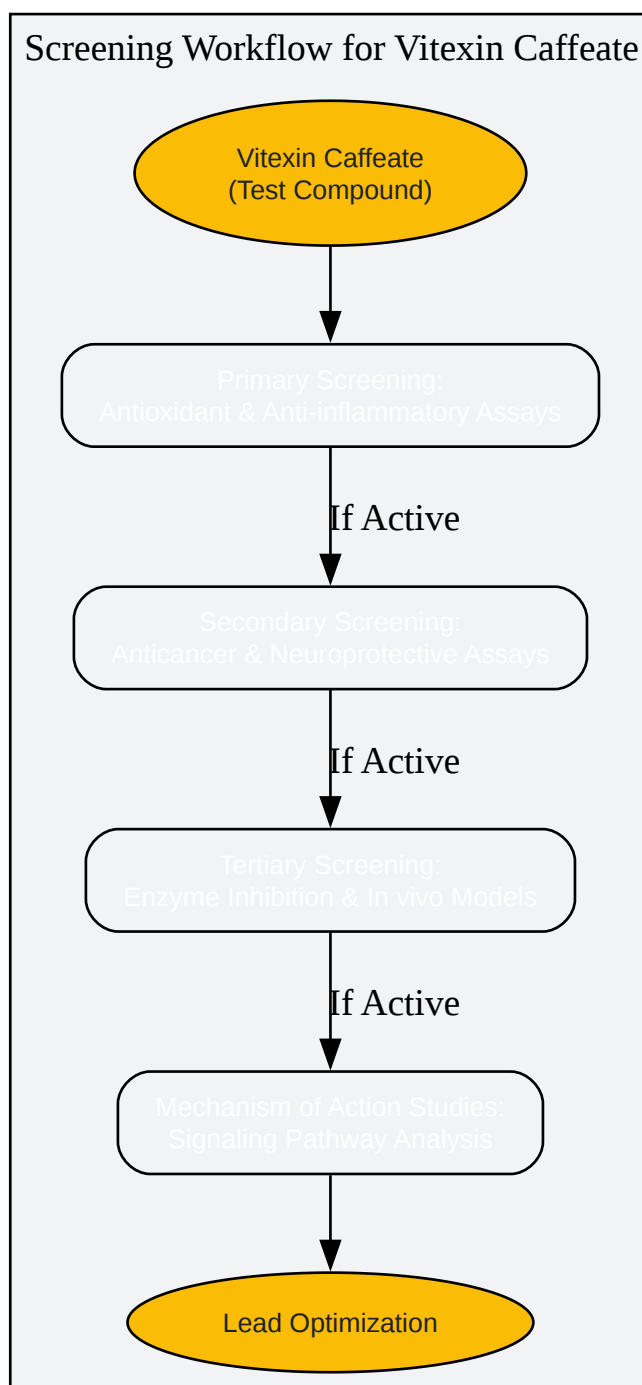 Screening Workflow for Vitexin Caffeate
Vitexin Caffeate
(Test Compound)
Primary Screening:
Antioxidant & Anti-inflammatory Assays
If Active
Secondary Screening:
Anticancer & Neuroprotective Assays
If Active
Tertiary Screening:
Enzyme Inhibition & In vivo Models
If Active
Mechanism of Action Studies:
Signaling Pathway Analysis
Lead Optimization